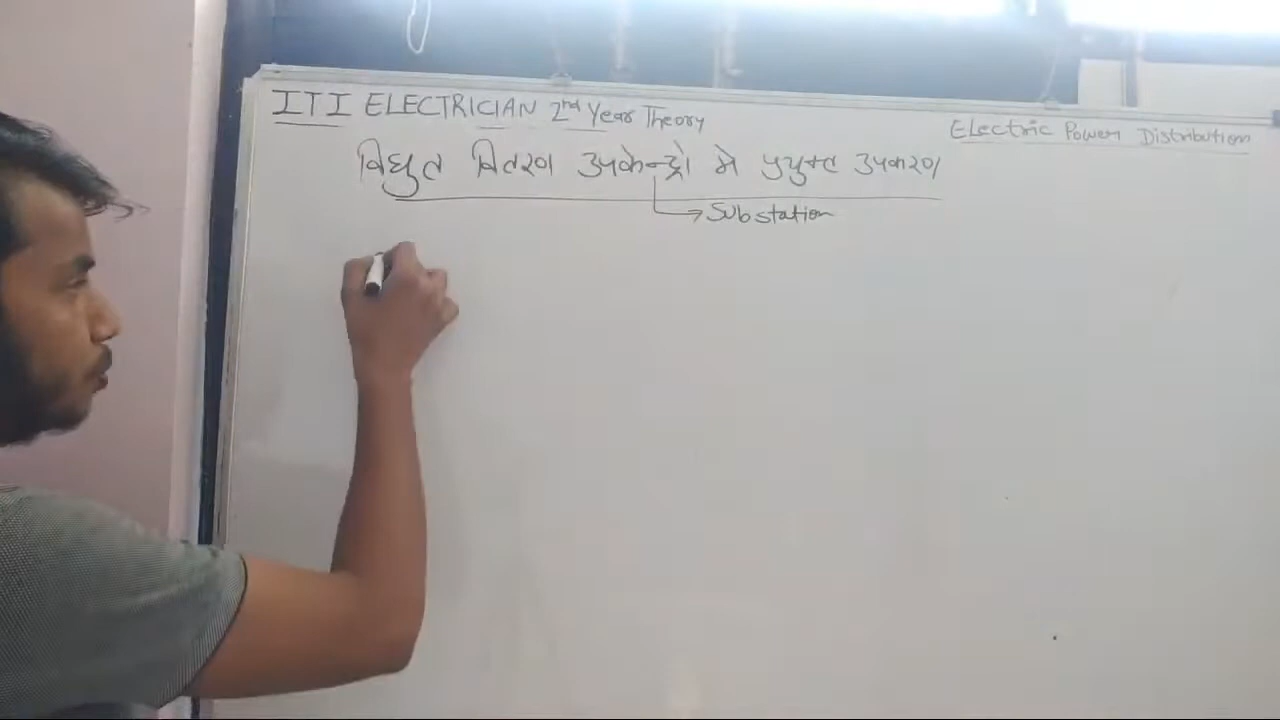 ITI ELECTRICIAN 2nd Year Theory
Electric Power Distribution
विधुत वितरण उपकेन्द्रो मे प्रयुक्त उपकरण
→ Substation